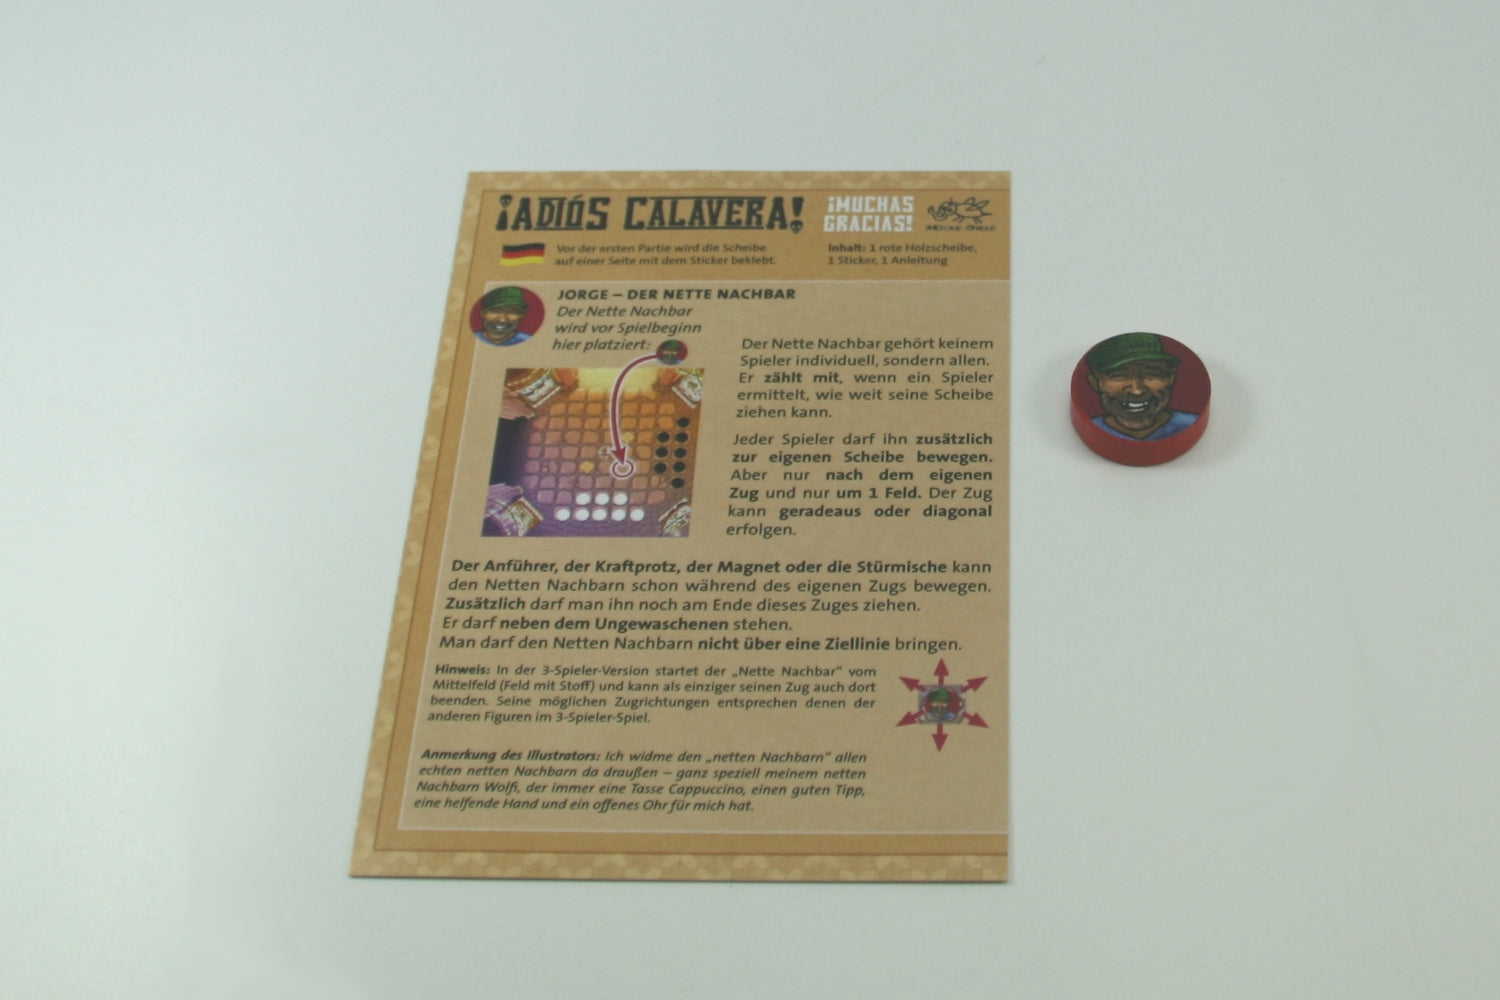 ¡ADIÓS CALAVERA!
¡MUCHAS
GRACIAS!
MÜCKE SPIELE
Vor der ersten Partie wird die Scheibe
auf einer Seite mit dem Sticker beklebt.
Inhalt: 1 rote Holzscheibe,
1 Sticker, 1 Anleitung
JORGE – DER NETTE NACHBAR
Der Nette Nachbar
wird vor Spielbeginn
hier platziert:
Der Nette Nachbar gehört keinem
Spieler individuell, sondern allen.
Er zählt mit, wenn ein Spieler
ermittelt, wie weit seine Scheibe
ziehen kann.
Jeder Spieler darf ihn zusätzlich
zur eigenen Scheibe bewegen.
Aber nur nach dem eigenen
Zug und nur um 1 Feld. Der Zug
kann geradeaus oder diagonal
erfolgen.
Der Anführer, der Kraftprotz, der Magnet oder die Stürmische kann
den Netten Nachbarn schon während des eigenen Zugs bewegen.
Zusätzlich darf man ihn noch am Ende dieses Zuges ziehen.
Er darf neben dem Ungewaschenen stehen.
Man darf den Netten Nachbarn nicht über eine Ziellinie bringen.
Hinweis: In der 3-Spieler-Version startet der „Nette Nachbar“ vom
Mittelfeld (Feld mit Stoff) und kann als einziger seinen Zug auch dort
beenden. Seine möglichen Zugrichtungen entsprechen denen der
anderen Figuren im 3-Spieler-Spiel.
Anmerkung des Illustrators: Ich widme den „netten Nachbarn“ allen
echten netten Nachbarn da draußen – ganz speziell meinem netten
Nachbarn Wolfi, der immer eine Tasse Cappuccino, einen guten Tipp,
eine helfende Hand und ein offenes Ohr für mich hat.